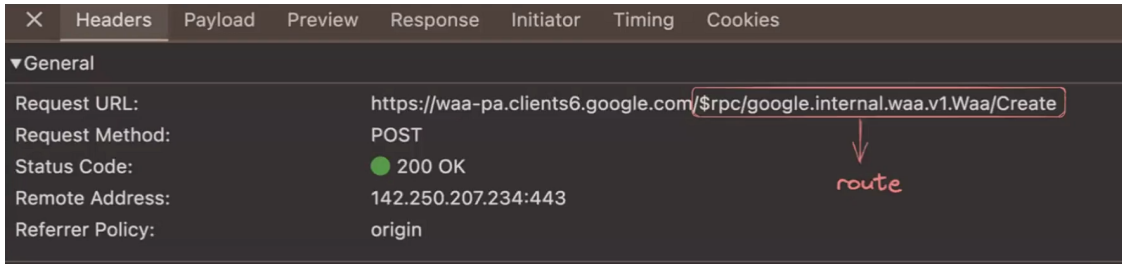 Headers Payload Preview Response Initiator Timing Cookies
General
Request URL: https://waa-pa.clients6.google.com/$rpc/google.internal.waa.v1.Waa/Create
Request Method: POST
Status Code: 200 OK
Remote Address: 142.250.207.234:443
Referrer Policy: origin
route